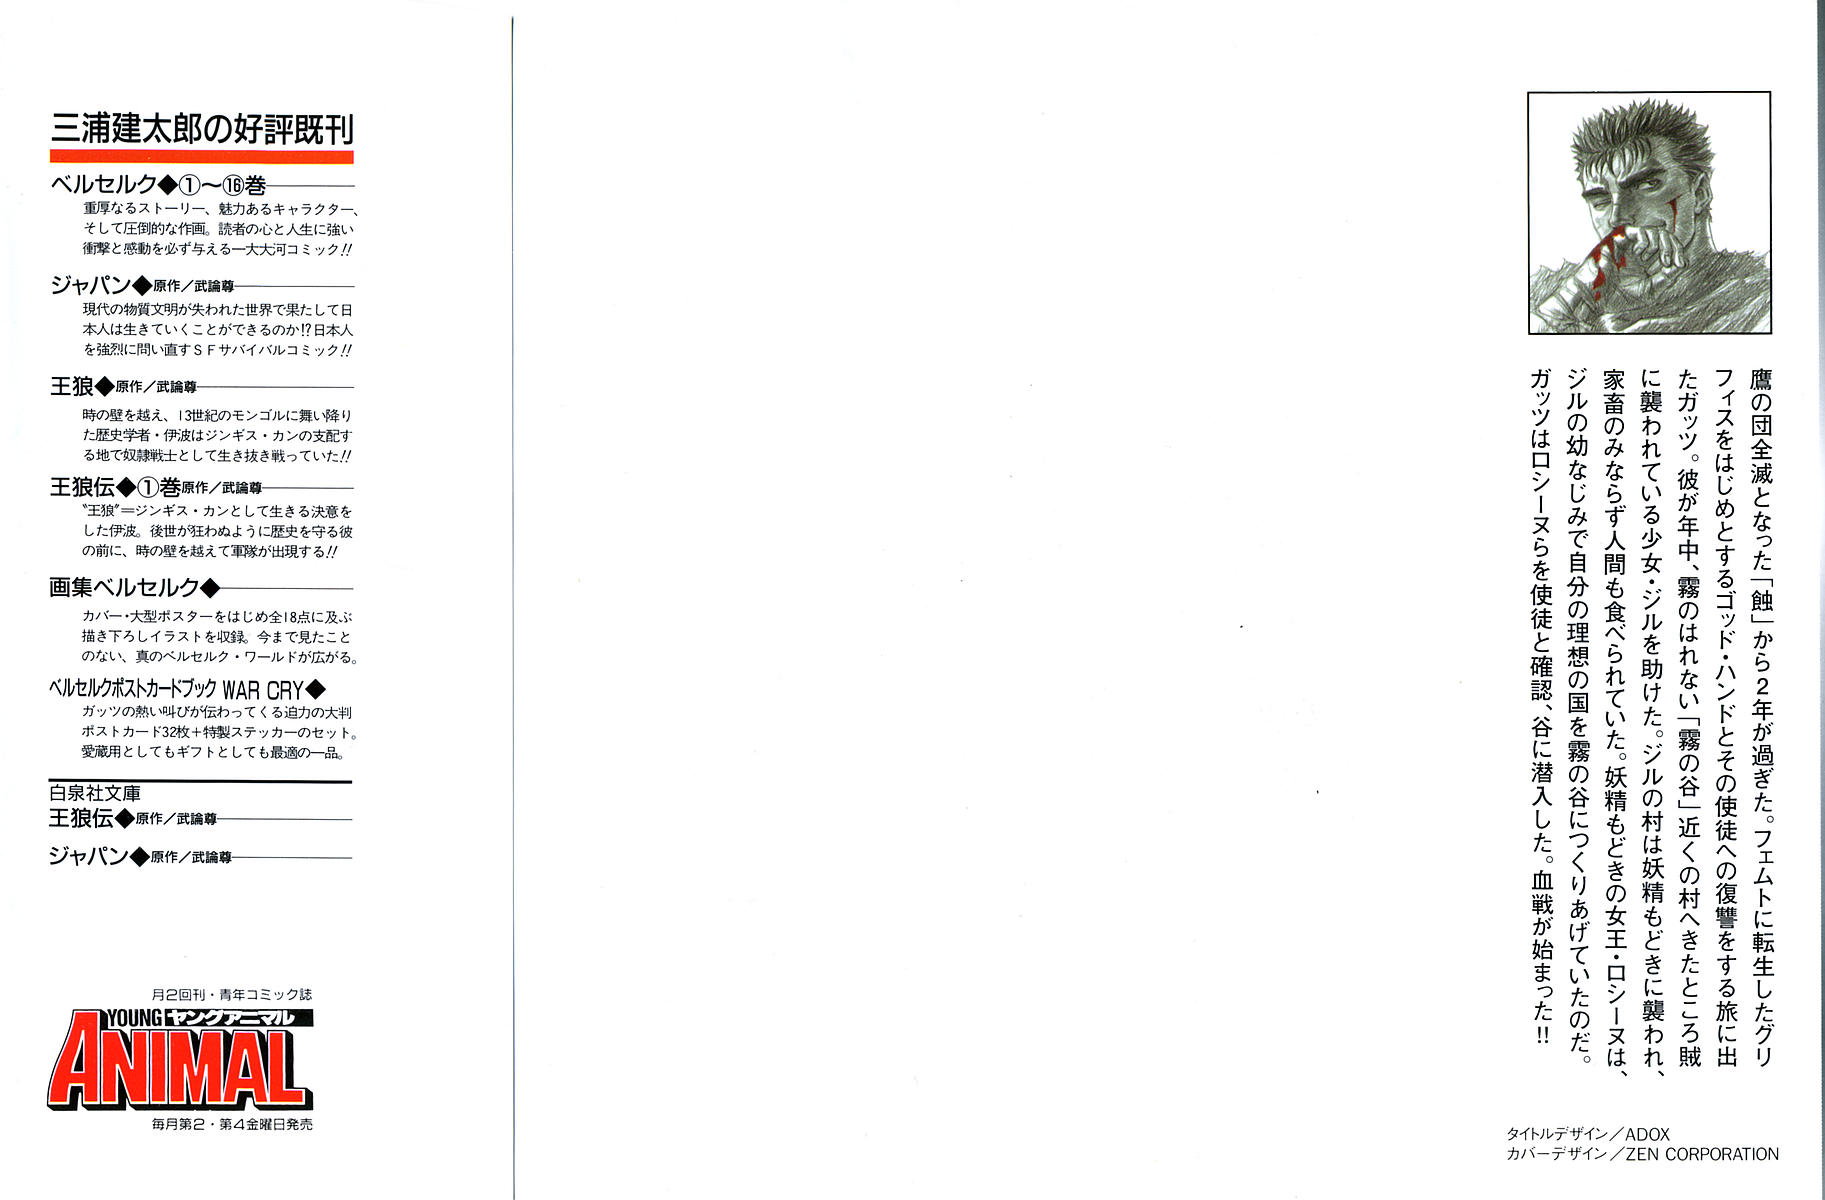 三浦建太郎の好評既刊
ベルセルク◆①〜⑯巻
重厚なるストーリー、魅力あるキャラクター、
そして圧倒的な作画。読者の心と人生に強い
衝撃と感動を必ず与える一大大河コミック!!
ジャパン◆原作／武論尊
現代の物質文明が失われた世界で果たして日
本人は生きていくことができるのか!?日本人
を強烈に問い直すＳＦサバイバルコミック!!
王狼◆原作／武論尊
時の壁を越え、13世紀のモンゴルに舞い降り
た歴史学者・伊波はジンギス・カンの支配す
る地で奴隷戦士として生き抜き戦っていた!!
王狼伝◆①巻原作／武論尊
〝王狼〟＝ジンギス・カンとして生きる決意を
した伊波。後世が狂わぬように歴史を守る彼
の前に、時の壁を越えて軍隊が出現する!!
画集ベルセルク◆
カバー・大型ポスターをはじめ全18点に及ぶ
描き下ろしイラストを収録。今まで見たこと
のない、真のベルセルク・ワールドが広がる。
ベルセルクポストカードブック WAR CRY◆
ガッツの熱い叫びが伝わってくる迫力の大判
ポストカード32枚＋特製ステッカーのセット。
愛蔵用としてもギフトとしても最適の一品。
白泉社文庫
王狼伝◆原作／武論尊
ジャパン◆原作／武論尊
月2回刊・青年コミック誌
YOUNG ヤングアニマル
ANIMAL
毎月第2・第4金曜日発売
鷹の団全滅となった「蝕」から2年が過ぎた。フェムトに転生したグリ
フィスをはじめとするゴッド・ハンドとその使徒への復讐をする旅に出
たガッツ。彼が年中、霧のはれない「霧の谷」近くの村へきたところ賊
に襲われている少女・ジルを助けた。ジルの村は妖精もどきに襲われ、
家畜のみならず人間も食べられていた。妖精もどきの女王・ロシーヌは、
ジルの幼なじみで自分の理想の国を霧の谷につくりあげていたのだ。
ガッツはロシーヌらを使徒と確認、谷に潜入した。血戦が始まった!!
タイトルデザイン／ADOX
カバーデザイン／ZEN CORPORATION